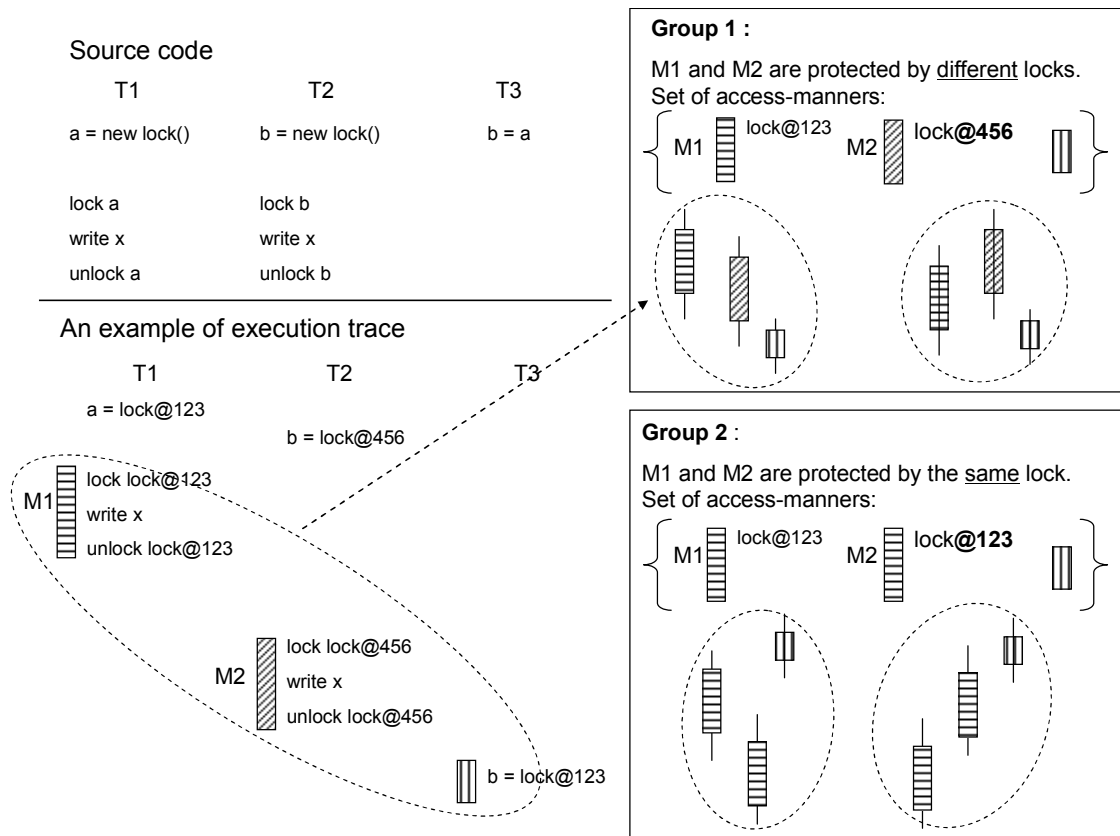 Source code
T1 T2 T3
a = new lock() b = new lock() b = a
lock a lock b
write x write x
unlock a unlock b
An example of execution trace
T1 T2 T3
a = lock@123
b = lock@456
M1
lock lock@123
write x
unlock lock@123
M2
lock lock@456
write x
unlock lock@456
b = lock@123
Group 1 :
M1 and M2 are protected by different locks.
Set of access-manners:
M1 lock@123 M2 lock@456
Group 2 :
M1 and M2 are protected by the same lock.
Set of access-manners:
M1 lock@123 M2 lock@123